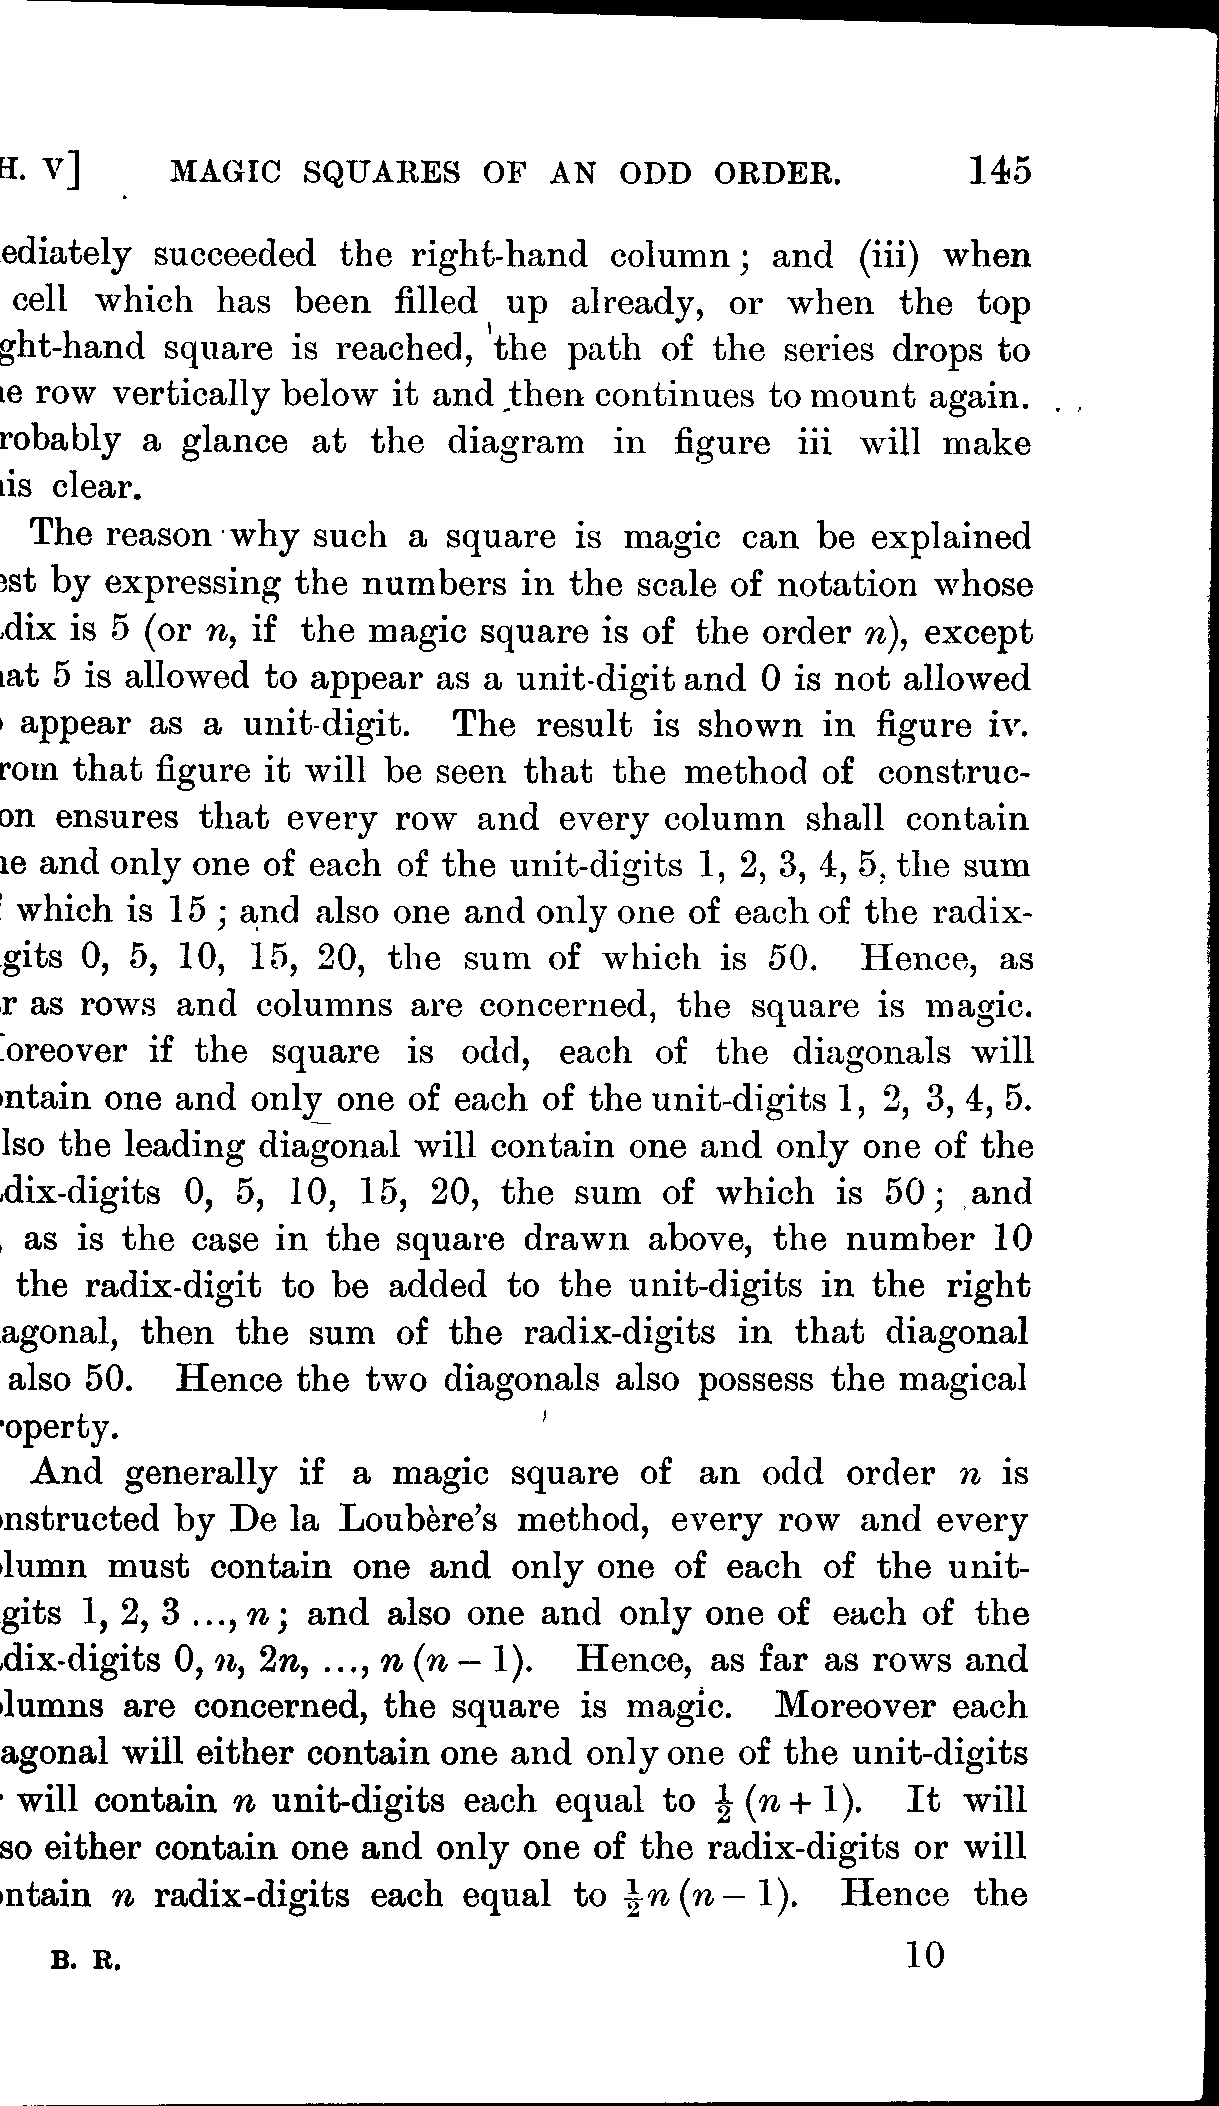 H. V] MAGIC SQUARES OF AN ODD ORDER. 145
ediately succeeded the right-hand column; and (iii) when
cell which has been filled up already, or when the top
ght-hand square is reached, the path of the series drops to
e row vertically below it and then continues to mount again.
robably a glance at the diagram in figure iii will make
is clear.
The reason why such a square is magic can be explained
est by expressing the numbers in the scale of notation whose
dix is 5 (or n, if the magic square is of the order n), except
at 5 is allowed to appear as a unit-digit and 0 is not allowed
appear as a unit-digit. The result is shown in figure iv.
rom that figure it will be seen that the method of construc-
on ensures that every row and every column shall contain
e and only one of each of the unit-digits 1, 2, 3, 4, 5, the sum
which is 15; and also one and only one of each of the radix-
gits 0, 5, 10, 15, 20, the sum of which is 50. Hence, as
r as rows and columns are concerned, the square is magic.
oreover if the square is odd, each of the diagonals will
ntain one and only one of each of the unit-digits 1, 2, 3, 4, 5.
lso the leading diagonal will contain one and only one of the
dix-digits 0, 5, 10, 15, 20, the sum of which is 50; and
, as is the case in the square drawn above, the number 10
the radix-digit to be added to the unit-digits in the right
agonal, then the sum of the radix-digits in that diagonal
also 50. Hence the two diagonals also possess the magical
roperty.
And generally if a magic square of an odd order n is
nstructed by De la Loubère's method, every row and every
lumn must contain one and only one of each of the unit-
gits 1, 2, 3 ..., n; and also one and only one of each of the
dix-digits 0, n, 2n, ..., n (n − 1). Hence, as far as rows and
lumns are concerned, the square is magic. Moreover each
agonal will either contain one and only one of the unit-digits
will contain n unit-digits each equal to ½ (n + 1). It will
so either contain one and only one of the radix-digits or will
ntain n radix-digits each equal to ½n (n − 1). Hence the
B. R. 10